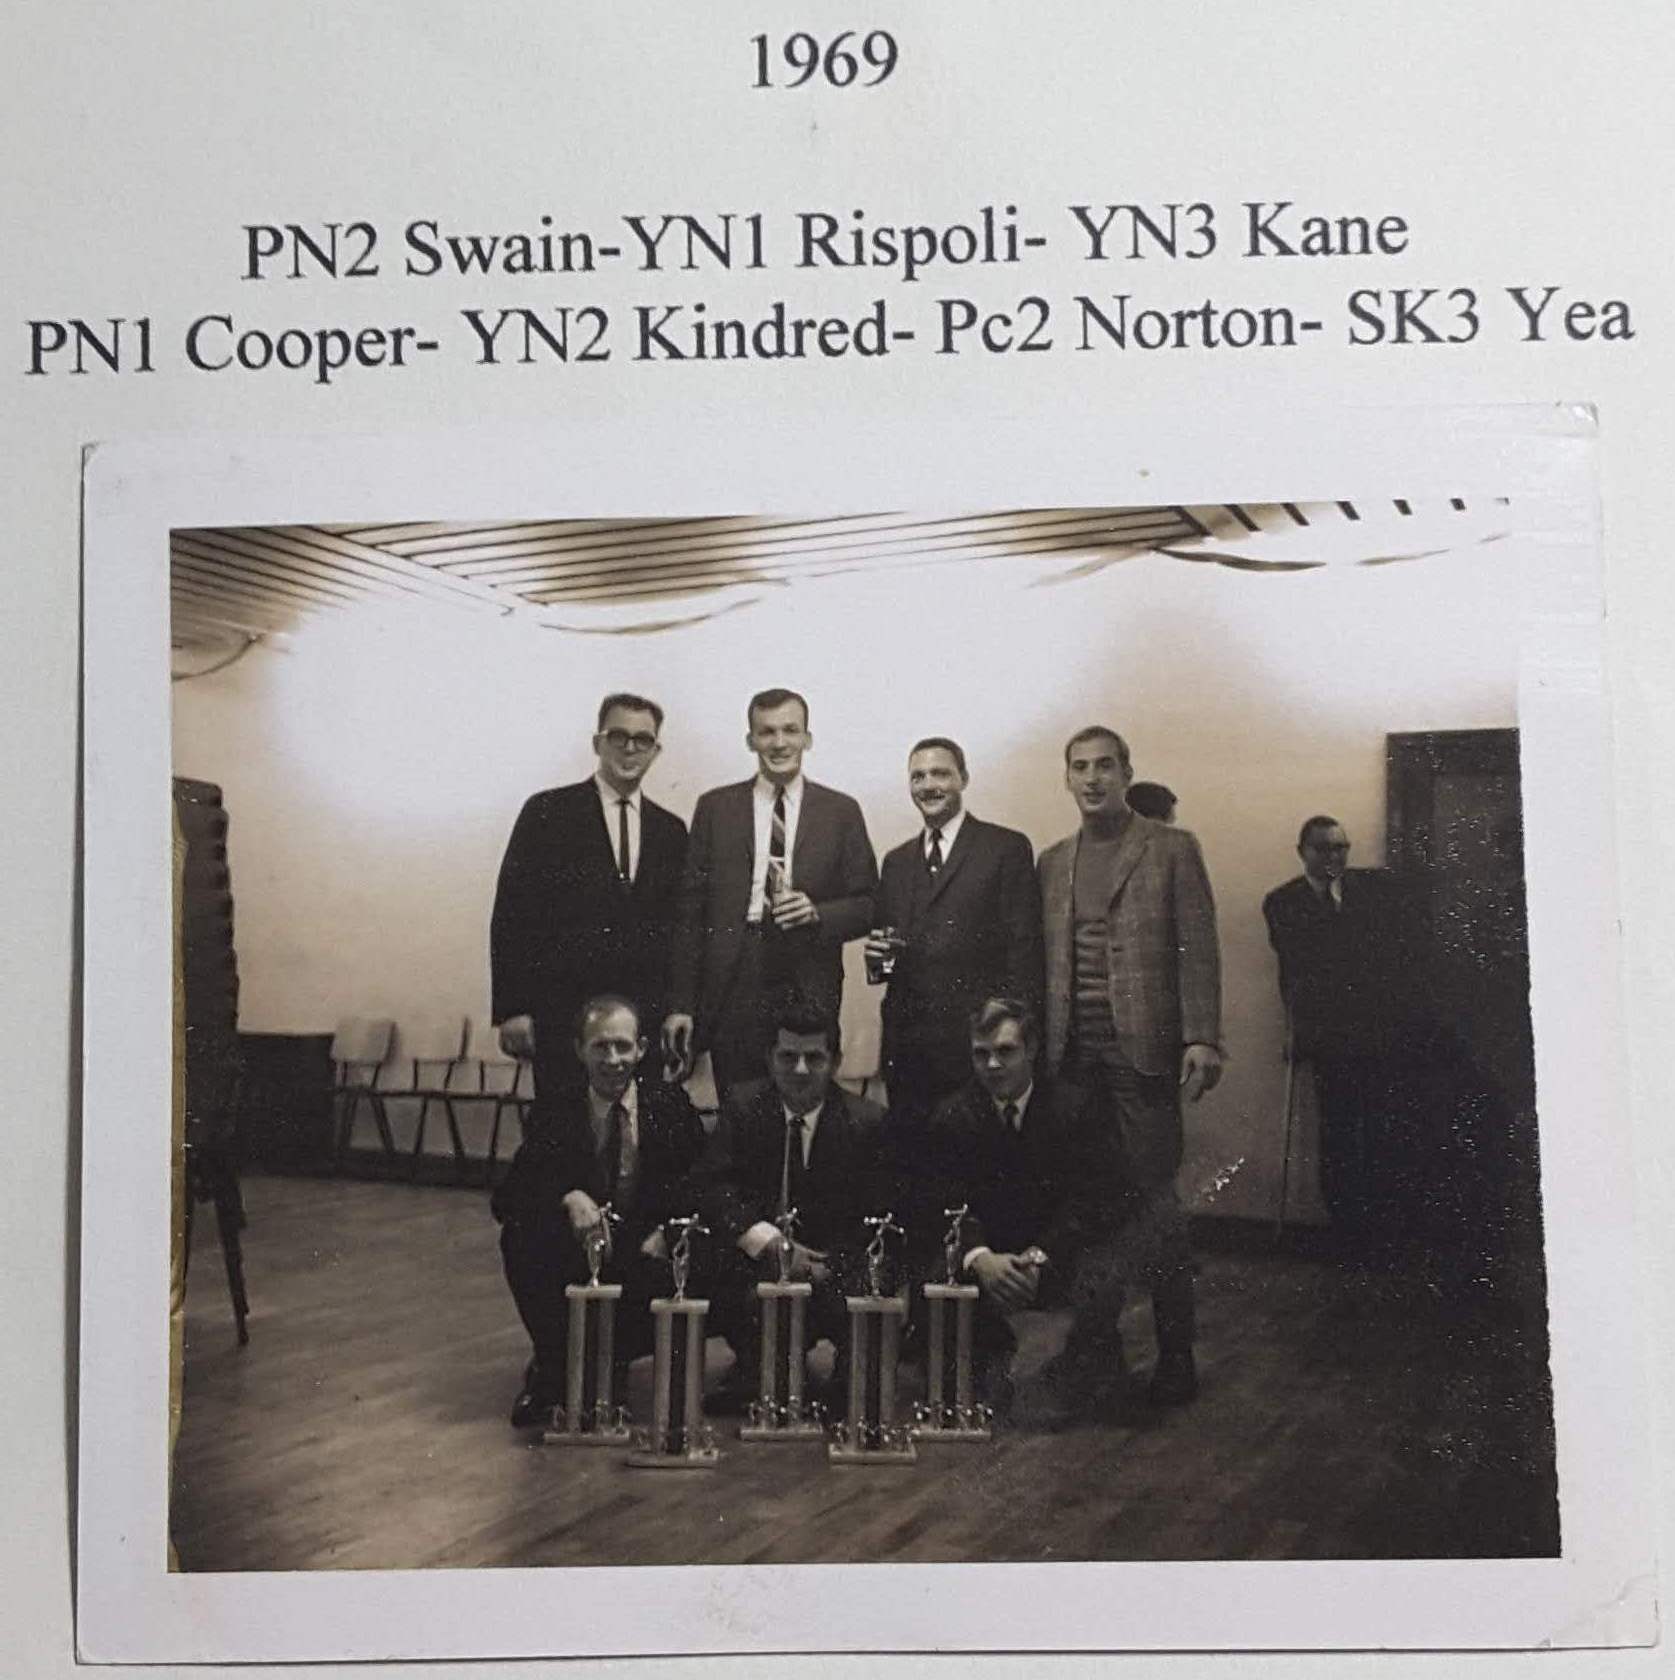 1969
PN2 Swain-YN1 Rispoli- YN3 Kane
PN1 Cooper- YN2 Kindred- Pc2 Norton- SK3 Yea